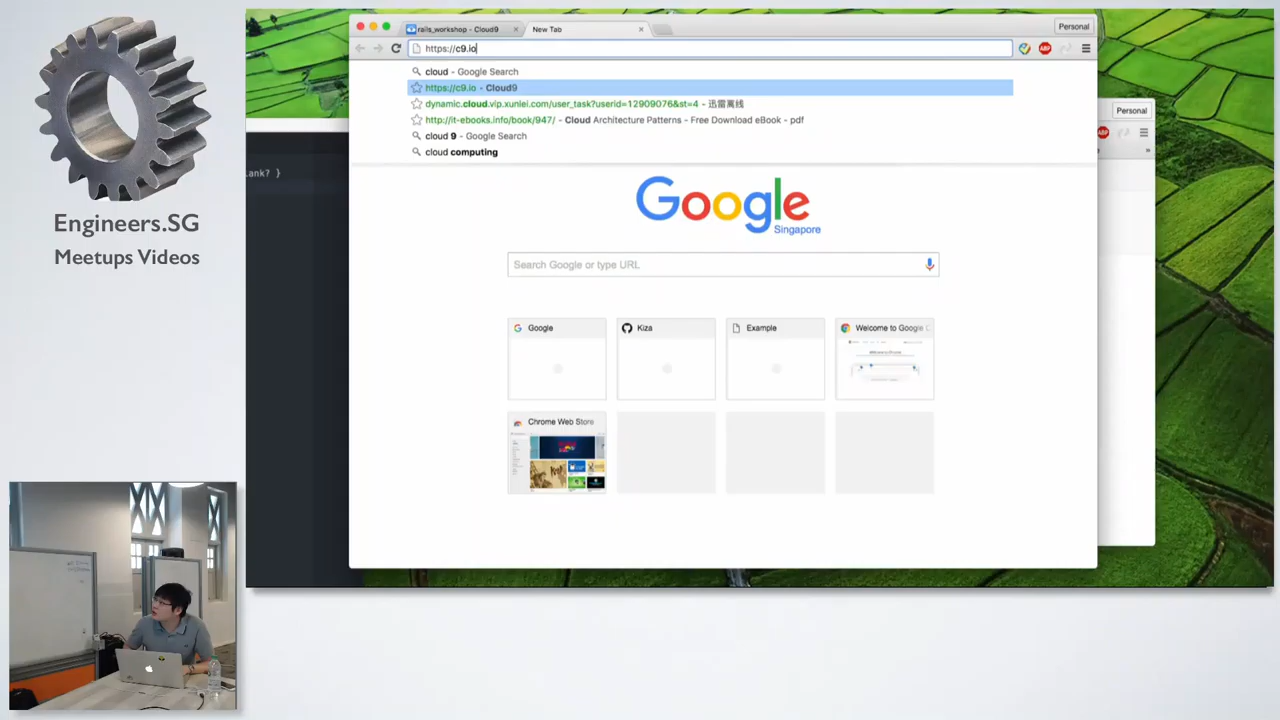 Engineers.SG
Meetups Videos
rails_workshop - Cloud9
New Tab
Personal
https://c9.io
cloud - Google Search
https://c9.io - Cloud9
dynamic.cloud.vip.xunlei.com/user_task?userid=12909076&st=4 - 迅雷离线
http://it-ebooks.info/book/947/ - Cloud Architecture Patterns - Free Download eBook - pdf
cloud 9 - Google Search
cloud computing
Personal
ABP
ABP
ank? }
Google
Singapore
Search Google or type URL
Google
Kiza
Example
Welcome to Google C
Chrome Web Store